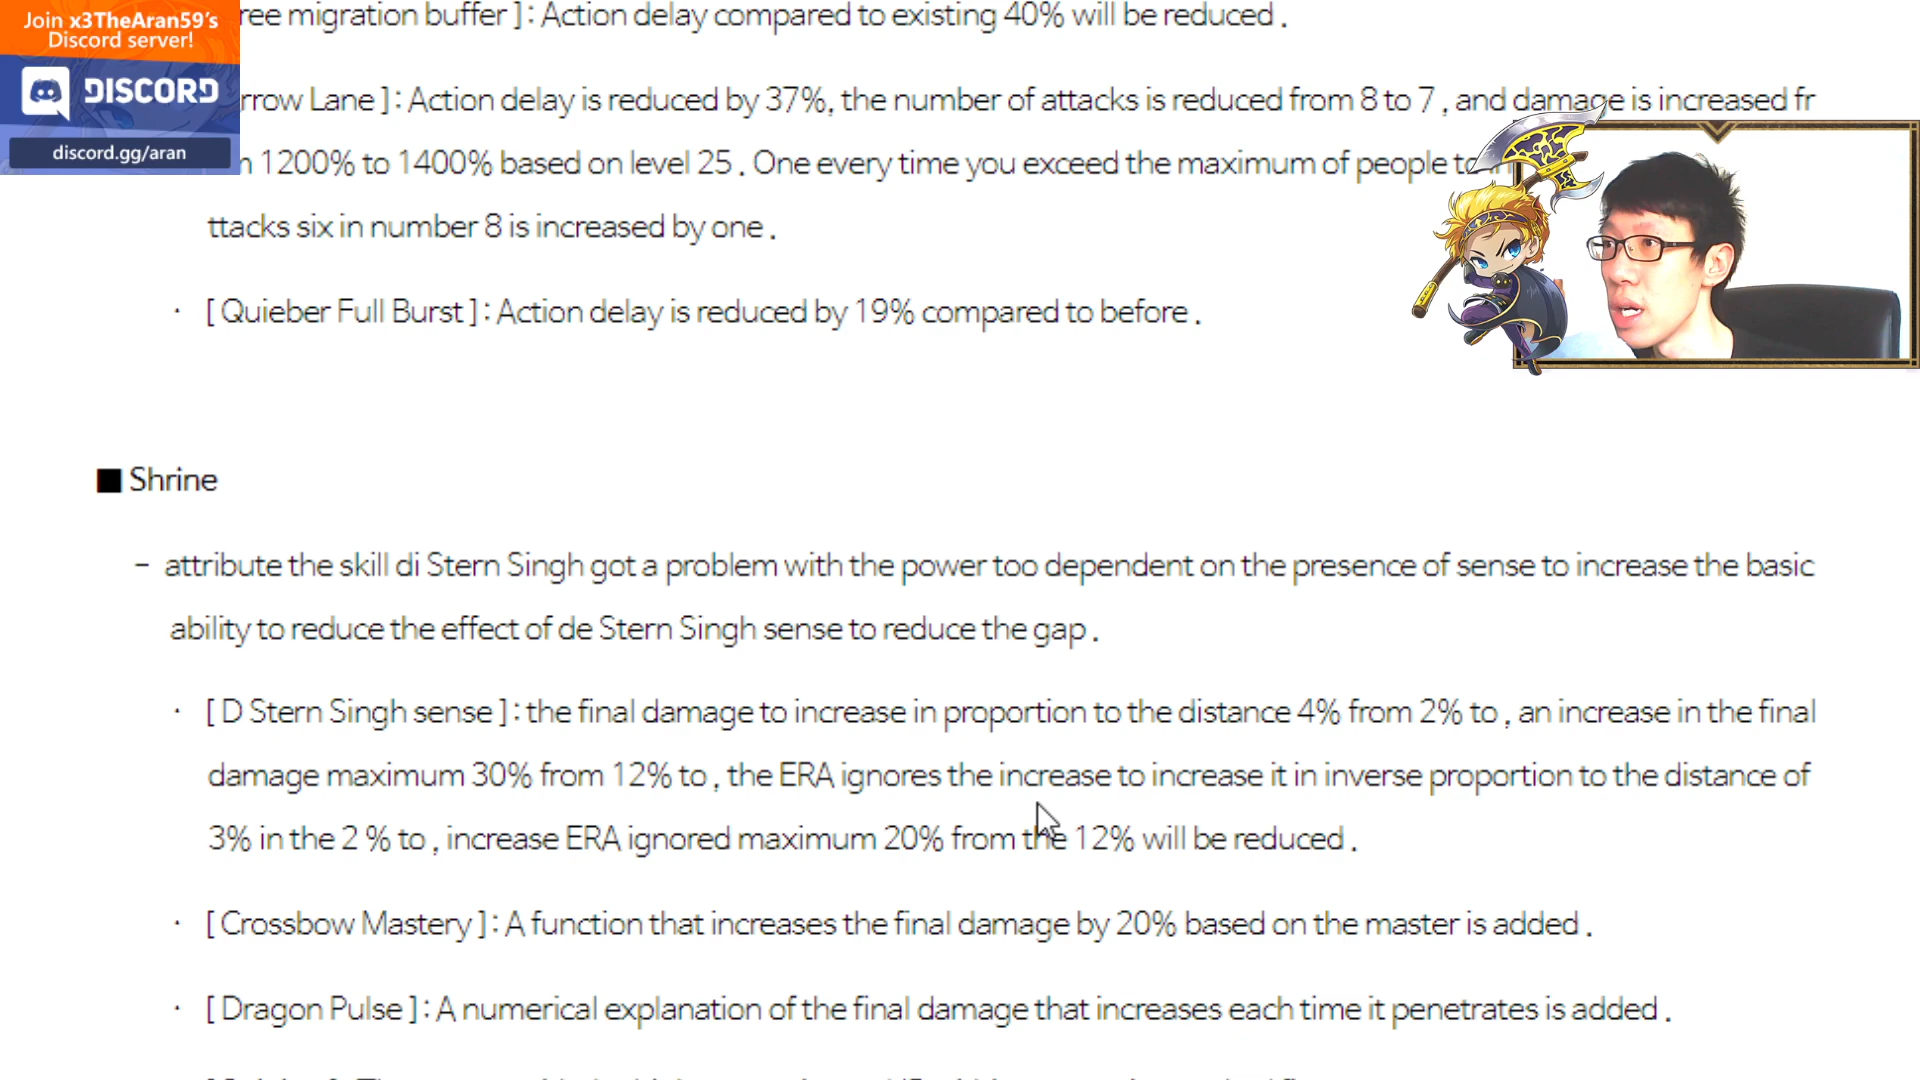 Join x3TheAran59's
Discord server!
DISCORD
discord.gg/aran
ree migration buffer ] : Action delay compared to existing 40% will be reduced .
rrow Lane ] : Action delay is reduced by 37%, the number of attacks is reduced from 8 to 7 , and damage is increased fr
1200% to 1400% based on level 25 . One every time you exceed the maximum of people to
ttacks six in number 8 is increased by one .
· [ Quieber Full Burst ] : Action delay is reduced by 19% compared to before .
■ Shrine
– attribute the skill di Stern Singh got a problem with the power too dependent on the presence of sense to increase the basic
ability to reduce the effect of de Stern Singh sense to reduce the gap .
· [ D Stern Singh sense ] : the final damage to increase in proportion to the distance 4% from 2% to , an increase in the final
damage maximum 30% from 12% to , the ERA ignores the increase to increase it in inverse proportion to the distance of
3% in the 2 % to , increase ERA ignored maximum 20% from the 12% will be reduced .
· [ Crossbow Mastery ] : A function that increases the final damage by 20% based on the master is added .
· [ Dragon Pulse ] : A numerical explanation of the final damage that increases each time it penetrates is added .